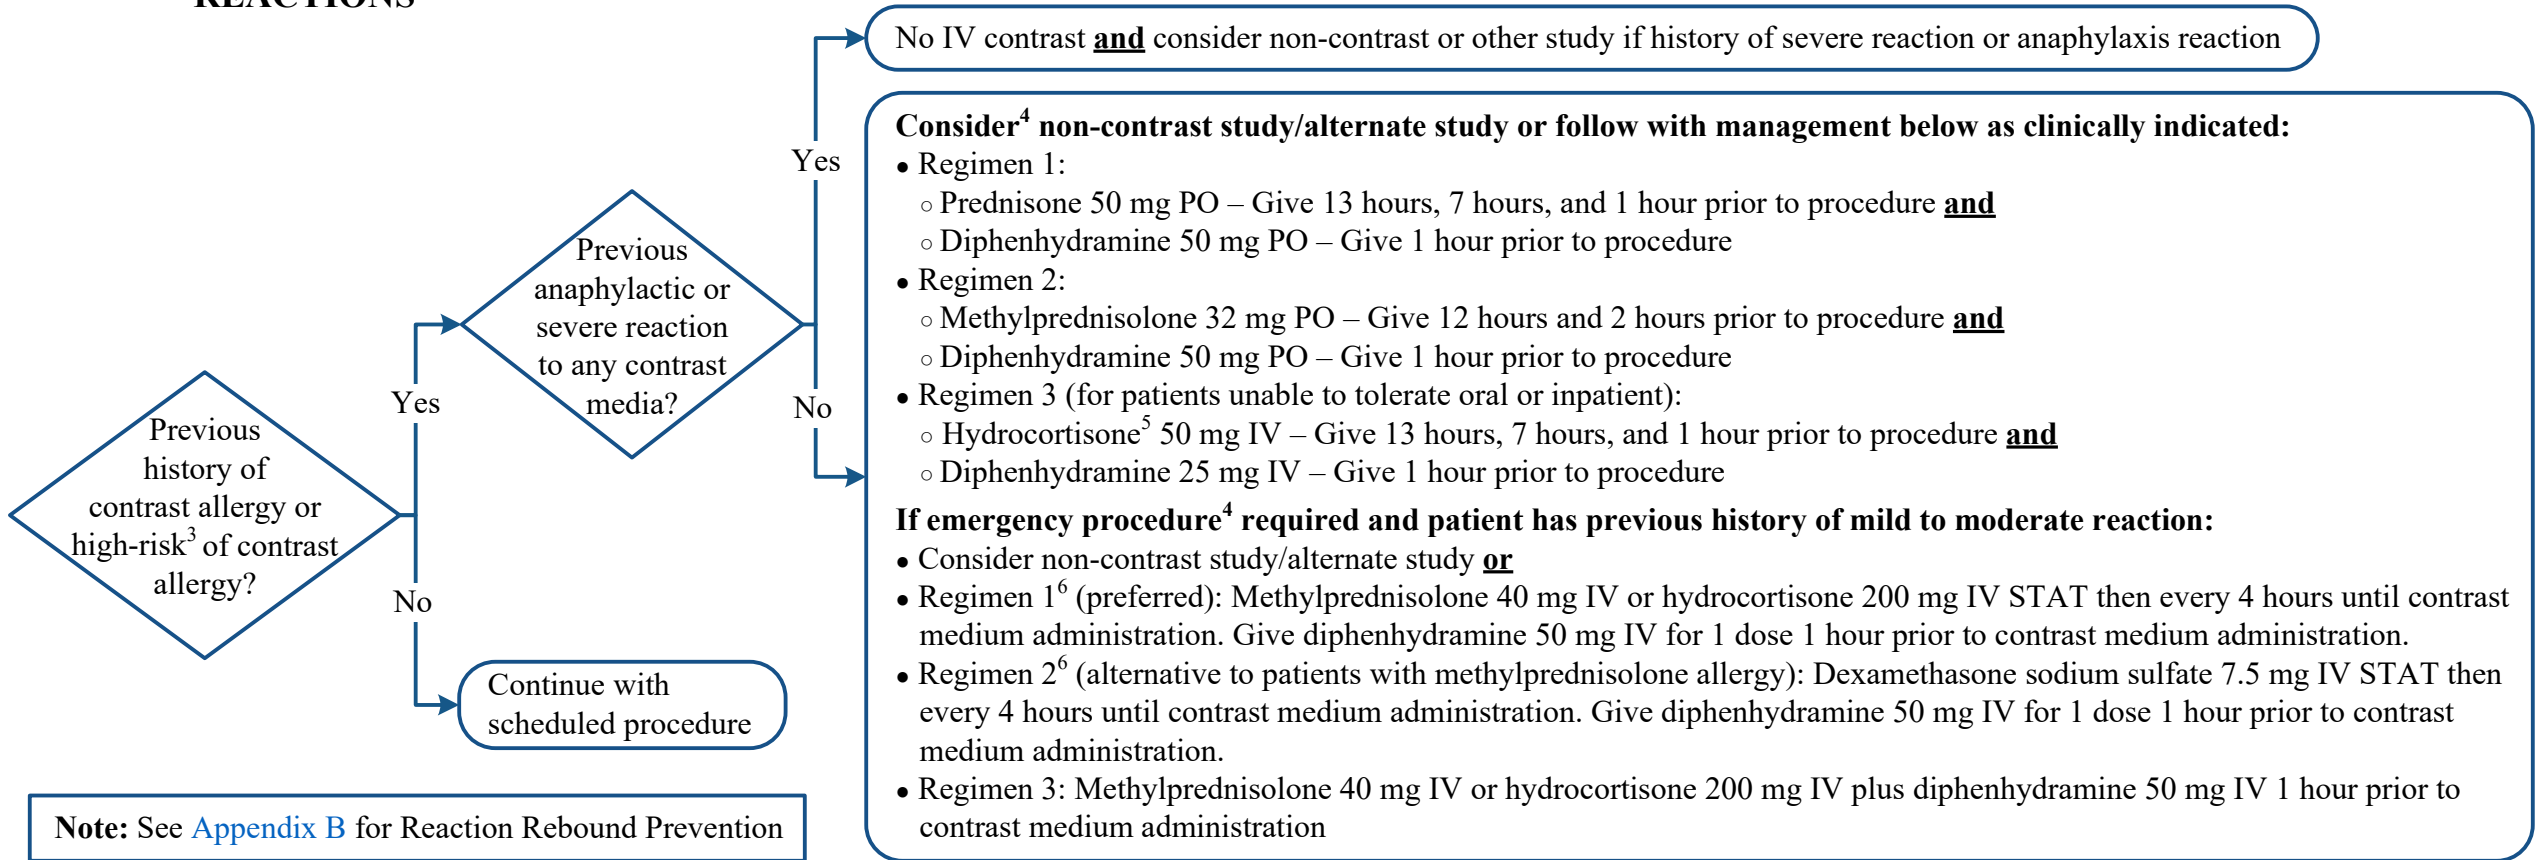 REACTIONS
Previous
history of
contrast allergy or
high-risk³ of contrast
allergy?
Yes
No
Continue with
scheduled procedure
Previous
anaphylactic or
severe reaction
to any contrast
media?
Yes
No
No IV contrast and consider non-contrast or other study if history of severe reaction or anaphylaxis reaction
Consider⁴ non-contrast study/alternate study or follow with management below as clinically indicated:
● Regimen 1:
○ Prednisone 50 mg PO – Give 13 hours, 7 hours, and 1 hour prior to procedure and
○ Diphenhydramine 50 mg PO – Give 1 hour prior to procedure
● Regimen 2:
○ Methylprednisolone 32 mg PO – Give 12 hours and 2 hours prior to procedure and
○ Diphenhydramine 50 mg PO – Give 1 hour prior to procedure
● Regimen 3 (for patients unable to tolerate oral or inpatient):
○ Hydrocortisone⁵ 50 mg IV – Give 13 hours, 7 hours, and 1 hour prior to procedure and
○ Diphenhydramine 25 mg IV – Give 1 hour prior to procedure
If emergency procedure⁴ required and patient has previous history of mild to moderate reaction:
● Consider non-contrast study/alternate study or
● Regimen 1⁶ (preferred): Methylprednisolone 40 mg IV or hydrocortisone 200 mg IV STAT then every 4 hours until contrast
medium administration. Give diphenhydramine 50 mg IV for 1 dose 1 hour prior to contrast medium administration.
● Regimen 2⁶ (alternative to patients with methylprednisolone allergy): Dexamethasone sodium sulfate 7.5 mg IV STAT then
every 4 hours until contrast medium administration. Give diphenhydramine 50 mg IV for 1 dose 1 hour prior to contrast
medium administration.
● Regimen 3: Methylprednisolone 40 mg IV or hydrocortisone 200 mg IV plus diphenhydramine 50 mg IV 1 hour prior to
contrast medium administration
Note: See Appendix B for Reaction Rebound Prevention